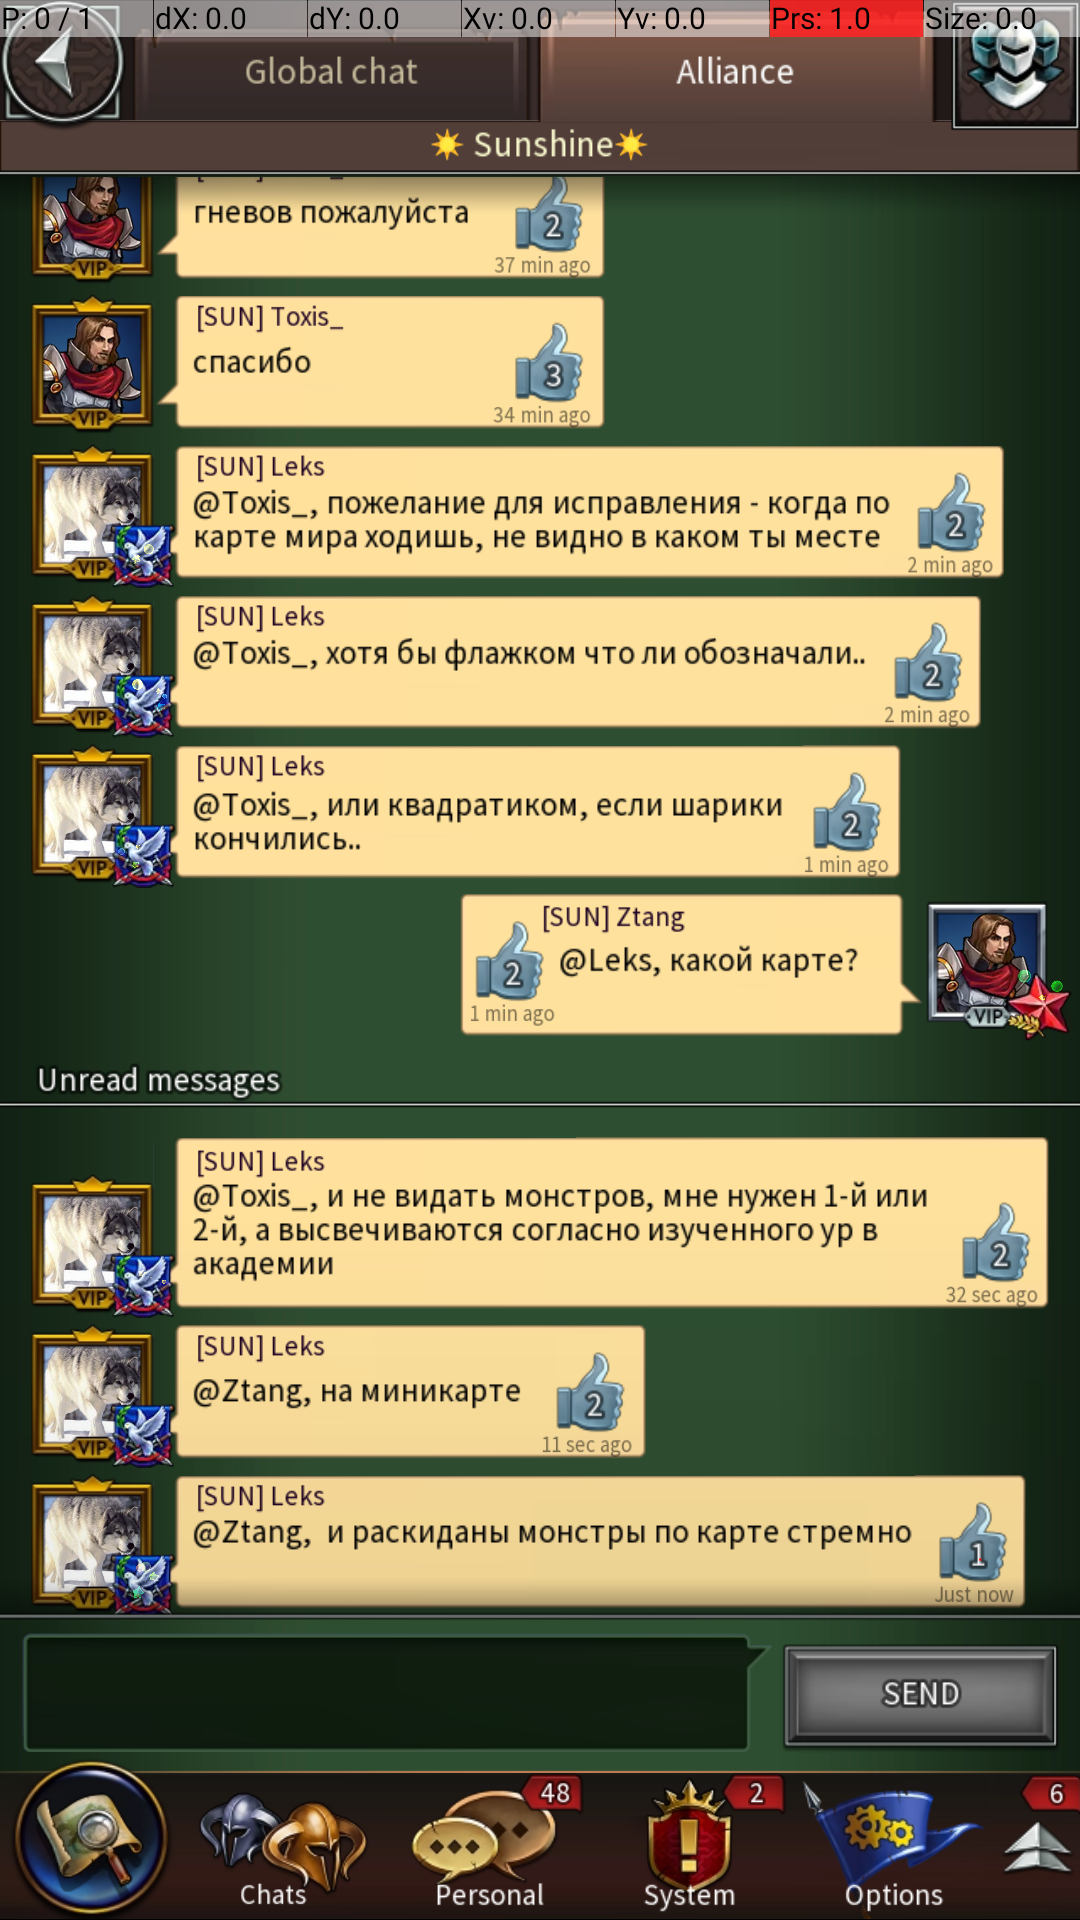 P: 0 / 1 dX: 0.0 dY: 0.0 Xv: 0.0 Yv: 0.0 Prs: 1.0 Size: 0.0
Global chat
Alliance
Sunshine
гневов пожалуйста
2
37 min ago
VIP
[SUN] Toxis_
спасибо
3
34 min ago
VIP
[SUN] Leks
@Toxis_, пожелание для исправления - когда по
карте мира ходишь, не видно в каком ты месте
2
2 min ago
VIP
[SUN] Leks
@Toxis_, хотя бы флажком что ли обозначали..
2
2 min ago
VIP
[SUN] Leks
@Toxis_, или квадратиком, если шарики
кончились..
2
1 min ago
VIP
[SUN] Ztang
@Leks, какой карте?
2
1 min ago
VIP
Unread messages
[SUN] Leks
@Toxis_, и не видать монстров, мне нужен 1-й или
2-й, а высвечиваются согласно изученного ур в
академии
2
32 sec ago
VIP
[SUN] Leks
@Ztang, на миникарте
2
11 sec ago
VIP
[SUN] Leks
@Ztang,  и раскиданы монстры по карте стремно
1
Just now
VIP
SEND
48
2
6
Chats
Personal
System
Options